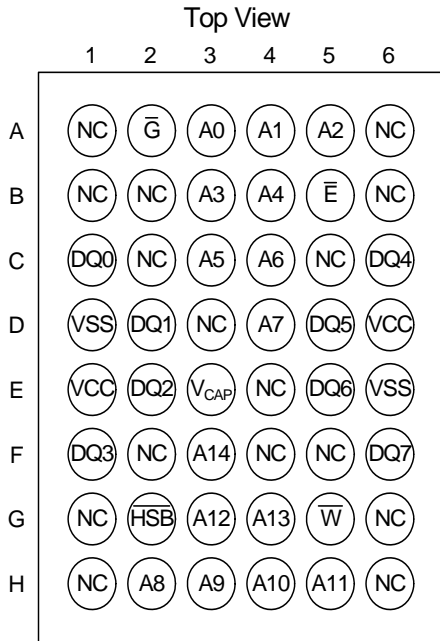 Top View
1 2 3 4 5 6
A NC G̅ A0 A1 A2 NC
B NC NC A3 A4 E̅ NC
C DQ0 NC A5 A6 NC DQ4
D VSS DQ1 NC A7 DQ5 VCC
E VCC DQ2 VCAP NC DQ6 VSS
F DQ3 NC A14 NC NC DQ7
G NC H̅S̅B̅ A12 A13 W̅ NC
H NC A8 A9 A10 A11 NC